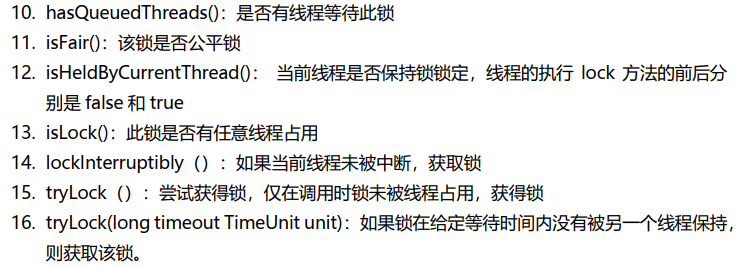 10. hasQueuedThreads()：是否有线程等待此锁
11. isFair()：该锁是否公平锁
12. isHeldByCurrentThread()： 当前线程是否保持锁锁定，线程的执行 lock 方法的前后分
别是 false 和 true
13. isLock()：此锁是否有任意线程占用
14. lockInterruptibly（）：如果当前线程未被中断，获取锁
15. tryLock（）：尝试获得锁，仅在调用时锁未被线程占用，获得锁
16. tryLock(long timeout TimeUnit unit)：如果锁在给定等待时间内没有被另一个线程保持，
则获取该锁。